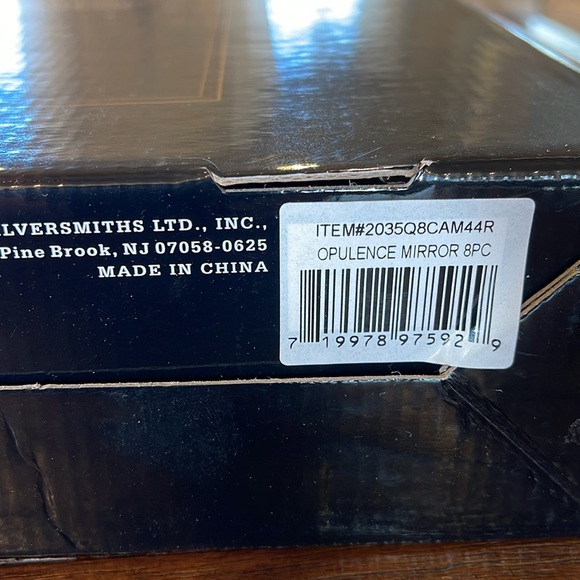 LVERSMITHS LTD., INC.,
Pine Brook, NJ 07058-0625
MADE IN CHINA
ITEM#2035Q8CAM44R
OPULENCE MIRROR 8PC
7 19978 97592 9